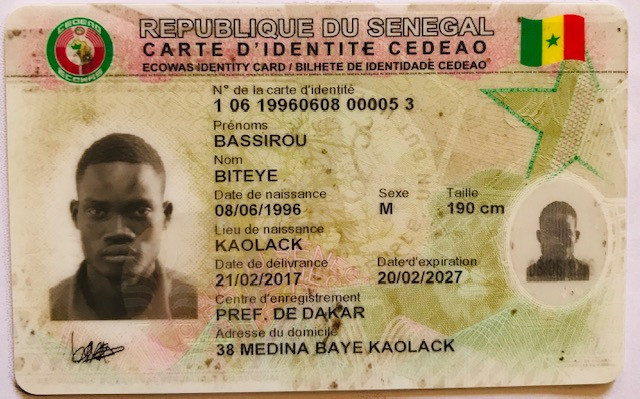 CEDEAO
ECOWAS
REPUBLIQUE DU SENEGAL
CARTE D'IDENTITE CEDEAO
ECOWAS IDENTITY CARD / BILHETE DE IDENTIDADE CEDEAO
N° de la carte d'identité
1 06 19960608 00005 3
Prénoms
BASSIROU
Nom
BITEYE
Date de naissance Sexe Taille
08/06/1996 M 190 cm
Lieu de naissance
KAOLACK
Date de délivrance Date d'expiration
21/02/2017 20/02/2027
Centre d'enregistrement
PREF. DE DAKAR
Adresse du domicile
38 MEDINA BAYE KAOLACK